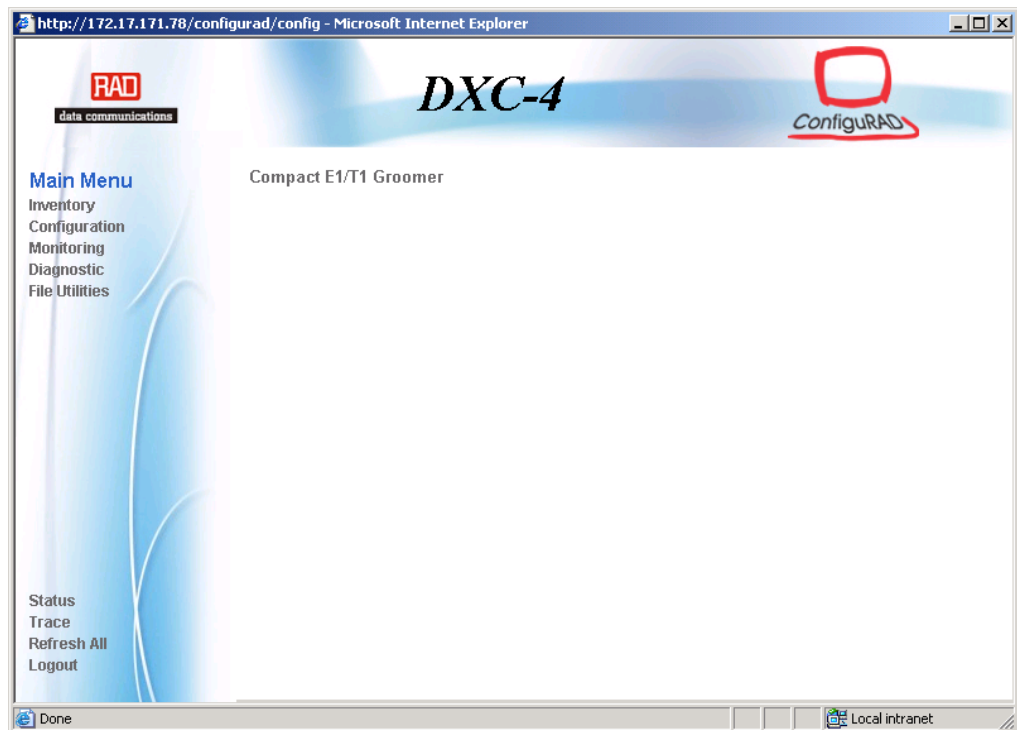 http://172.17.171.78/configurad/config - Microsoft Internet Explorer
RAD
data communications
DXC-4
ConfiguRAD
Main Menu
Inventory
Configuration
Monitoring
Diagnostic
File Utilities
Compact E1/T1 Groomer
Status
Trace
Refresh All
Logout
Done
Local intranet